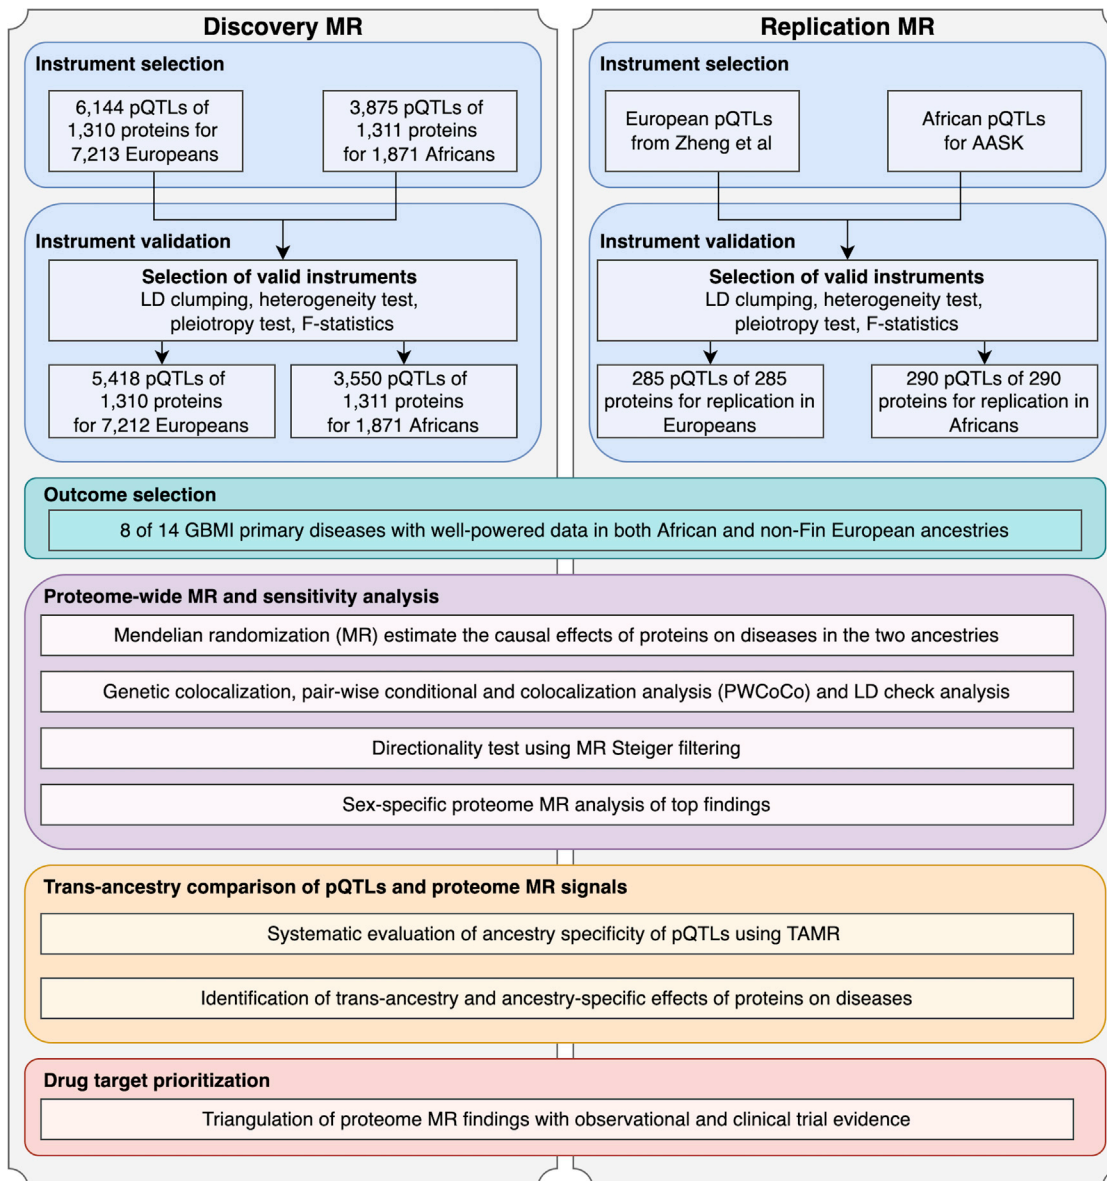 Discovery MR
Instrument selection
6,144 pQTLs of
1,310 proteins for
7,213 Europeans
3,875 pQTLs of
1,311 proteins
for 1,871 Africans
Instrument validation
Selection of valid instruments
LD clumping, heterogeneity test,
pleiotropy test, F-statistics
5,418 pQTLs of
1,310 proteins
for 7,212 Europeans
3,550 pQTLs of
1,311 proteins
for 1,871 Africans
Replication MR
Instrument selection
European pQTLs
from Zheng et al
African pQTLs
for AASK
Instrument validation
Selection of valid instruments
LD clumping, heterogeneity test,
pleiotropy test, F-statistics
285 pQTLs of 285
proteins for replication in
Europeans
290 pQTLs of 290
proteins for replication in
Africans
Outcome selection
8 of 14 GBMI primary diseases with well-powered data in both African and non-Fin European ancestries
Proteome-wide MR and sensitivity analysis
Mendelian randomization (MR) estimate the causal effects of proteins on diseases in the two ancestries
Genetic colocalization, pair-wise conditional and colocalization analysis (PWCoCo) and LD check analysis
Directionality test using MR Steiger filtering
Sex-specific proteome MR analysis of top findings
Trans-ancestry comparison of pQTLs and proteome MR signals
Systematic evaluation of ancestry specificity of pQTLs using TAMR
Identification of trans-ancestry and ancestry-specific effects of proteins on diseases
Drug target prioritization
Triangulation of proteome MR findings with observational and clinical trial evidence